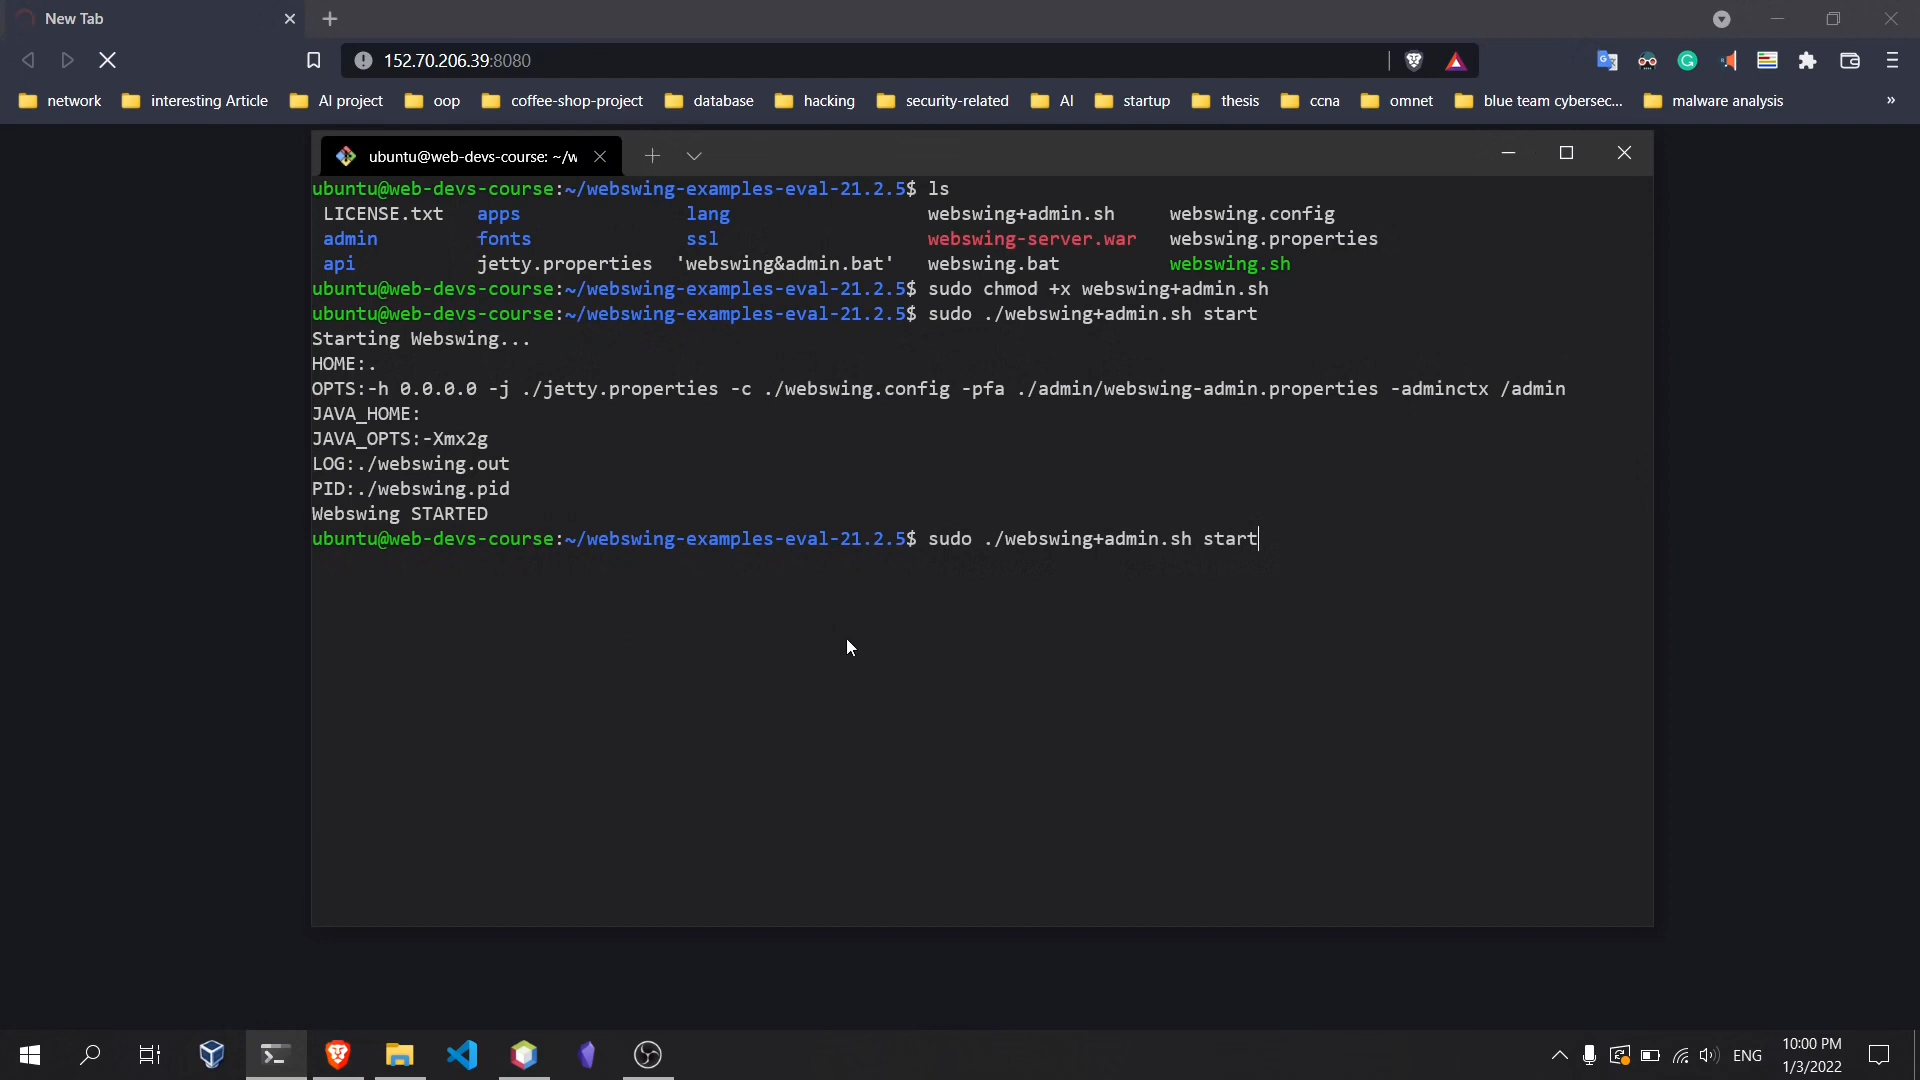 New Tab
152.70.206.39:8080
network interesting Article AI project oop coffee-shop-project database hacking security-related AI startup thesis ccna omnet blue team cybersec... malware analysis »
ubuntu@web-devs-course: ~/w
ubuntu@web-devs-course:~/webswing-examples-eval-21.2.5$ ls
LICENSE.txt apps lang webswing+admin.sh webswing.config
admin fonts ssl webswing-server.war webswing.properties
api jetty.properties 'webswing&admin.bat' webswing.bat webswing.sh
ubuntu@web-devs-course:~/webswing-examples-eval-21.2.5$ sudo chmod +x webswing+admin.sh
ubuntu@web-devs-course:~/webswing-examples-eval-21.2.5$ sudo ./webswing+admin.sh start
Starting Webswing...
HOME:.
OPTS:-h 0.0.0.0 -j ./jetty.properties -c ./webswing.config -pfa ./admin/webswing-admin.properties -adminctx /admin
JAVA_HOME:
JAVA_OPTS:-Xmx2g
LOG:./webswing.out
PID:./webswing.pid
Webswing STARTED
ubuntu@web-devs-course:~/webswing-examples-eval-21.2.5$ sudo ./webswing+admin.sh start
ENG
10:00 PM
1/3/2022